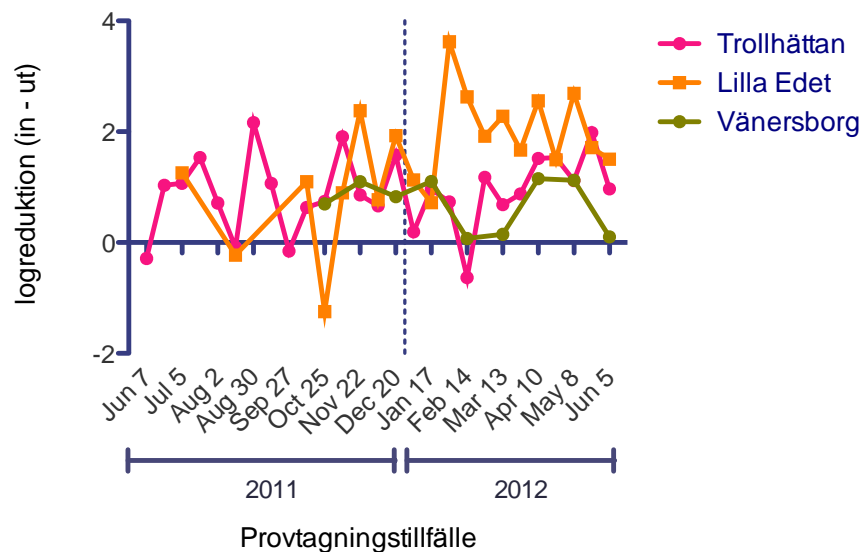 logreduktion (in - ut)
4
2
0
-2
Trollhättan
Lilla Edet
Vänersborg
Jun 7
Jul 5
Aug 2
Aug 30
Sep 27
Oct 25
Nov 22
Dec 20
Jan 17
Feb 14
Mar 13
Apr 10
May 8
Jun 5
2011
2012
Provtagningstillfälle